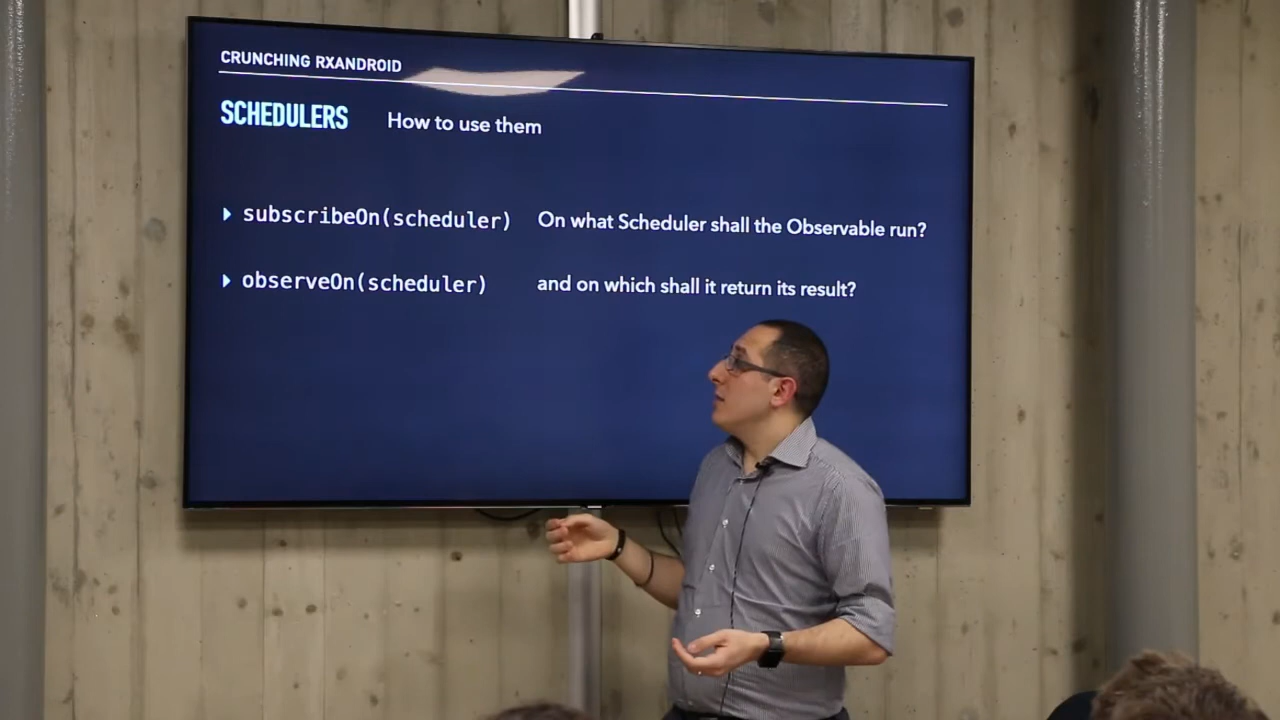 CRUNCHING RXANDROID
SCHEDULERS How to use them
subscribeOn(scheduler) On what Scheduler shall the Observable run?
observeOn(scheduler) and on which shall it return its result?